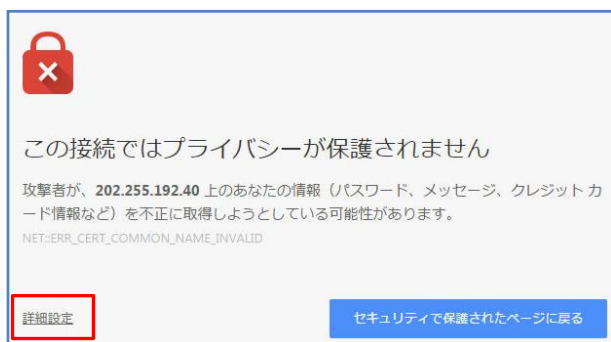 この接続ではプライバシーが保護されません
攻撃者が、202.255.192.40 上のあなたの情報（パスワード、メッセージ、クレジット カ
ード情報など）を不正に取得しようとしている可能性があります。
NET::ERR_CERT_COMMON_NAME_INVALID
詳細設定
セキュリティで保護されたページに戻る